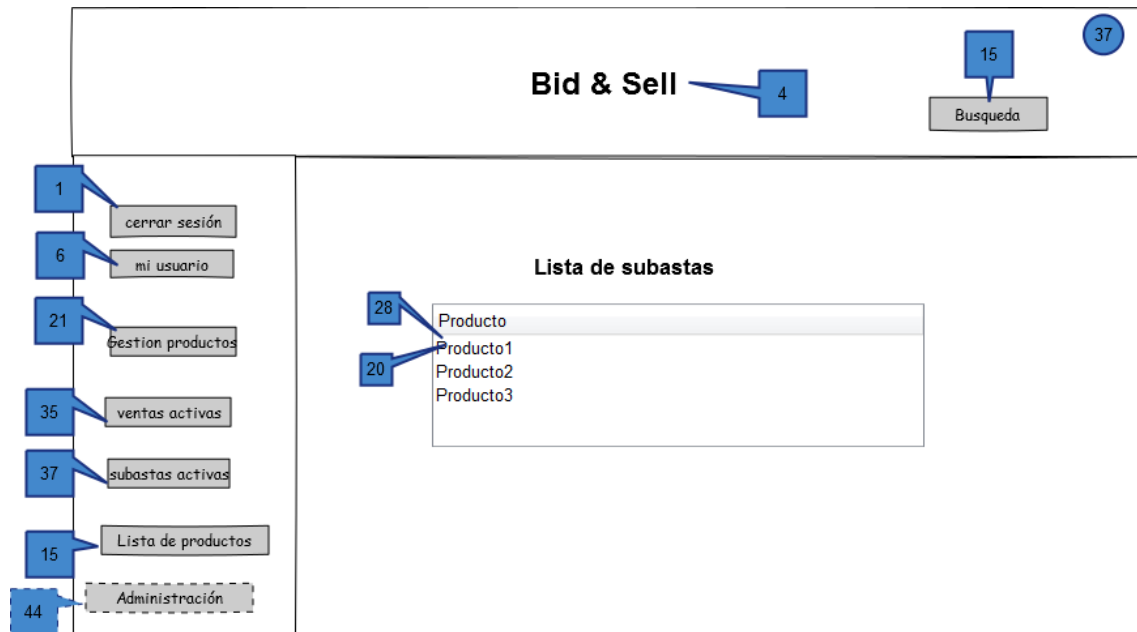 37
15
Bid & Sell
4
Busqueda
1
cerrar sesión
6
mi usuario
Lista de subastas
21
Gestion productos
28
Producto
Producto1
20
Producto2
Producto3
35
ventas activas
37
subastas activas
15
Lista de productos
44
Administración